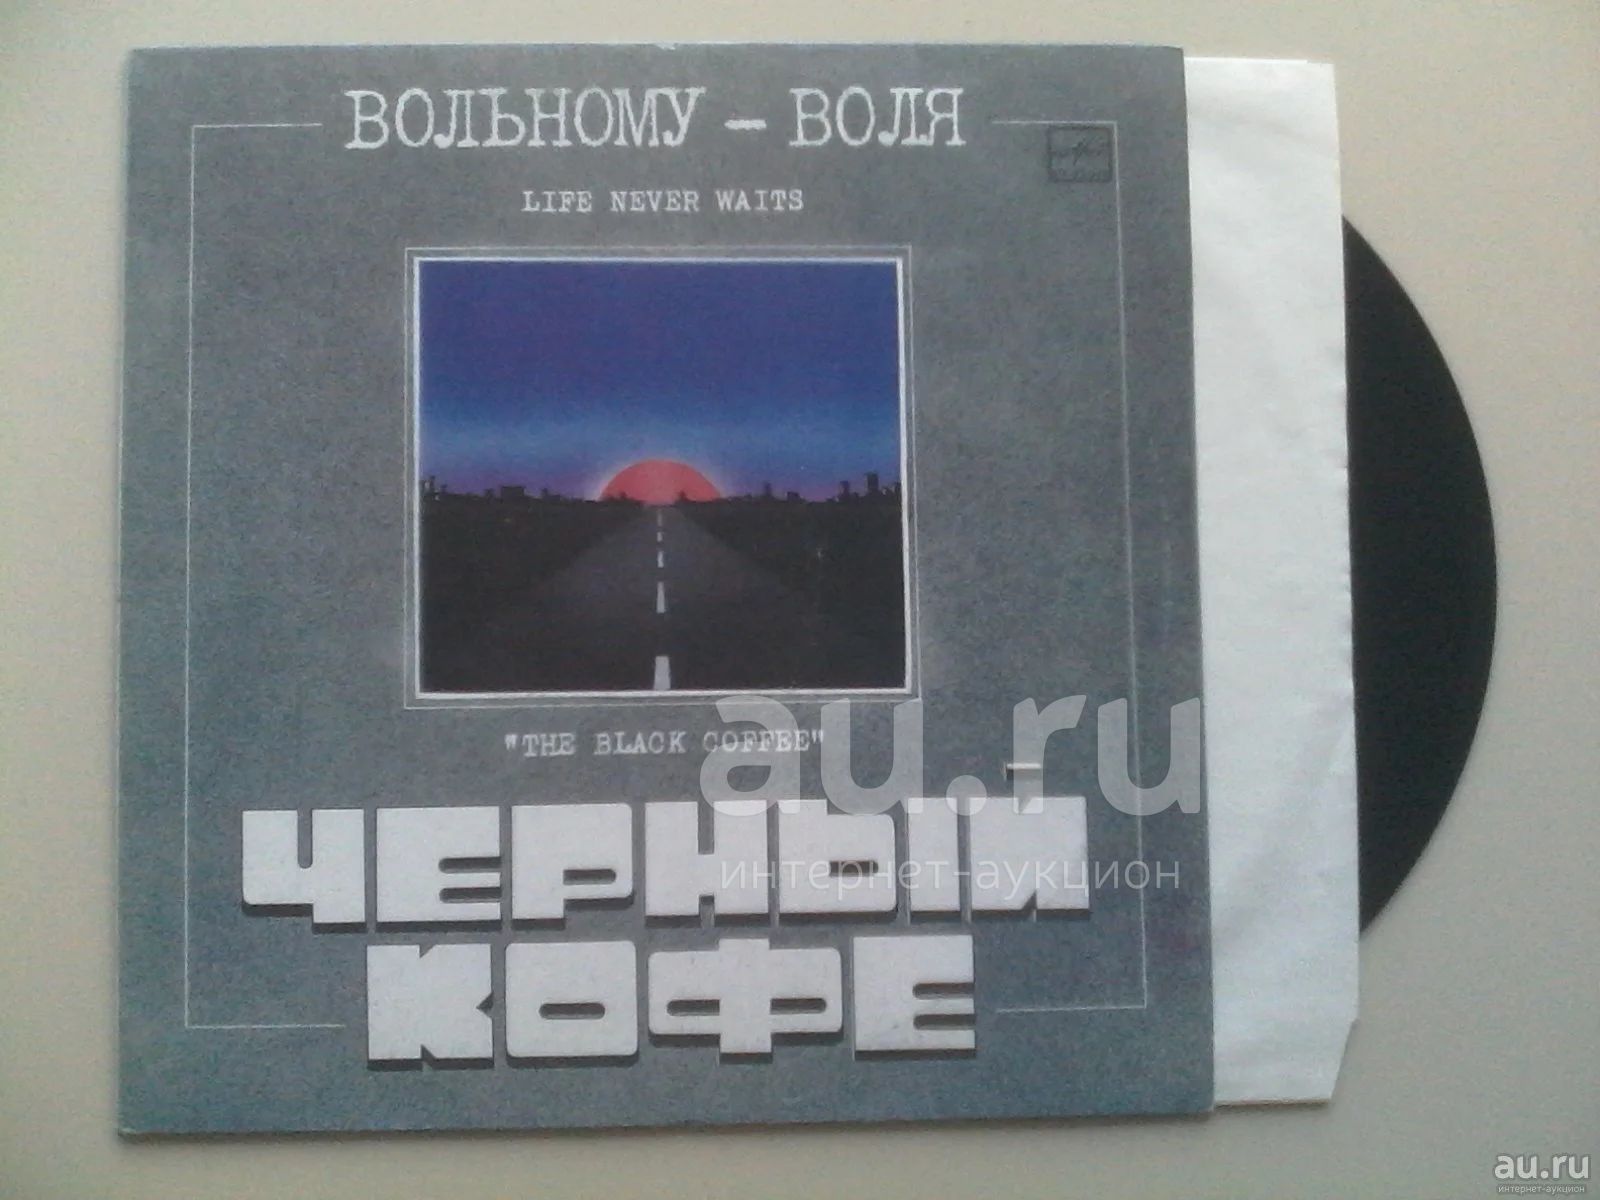 ВОЛЬНОМУ – ВОЛЯ
LIFE NEVER WAITS
"THE BLACK COFFEE"
ЧЕРНЫЙ
КОФЕ
au.ru
интернет-аукцион
au.ru
интернет-аукцион